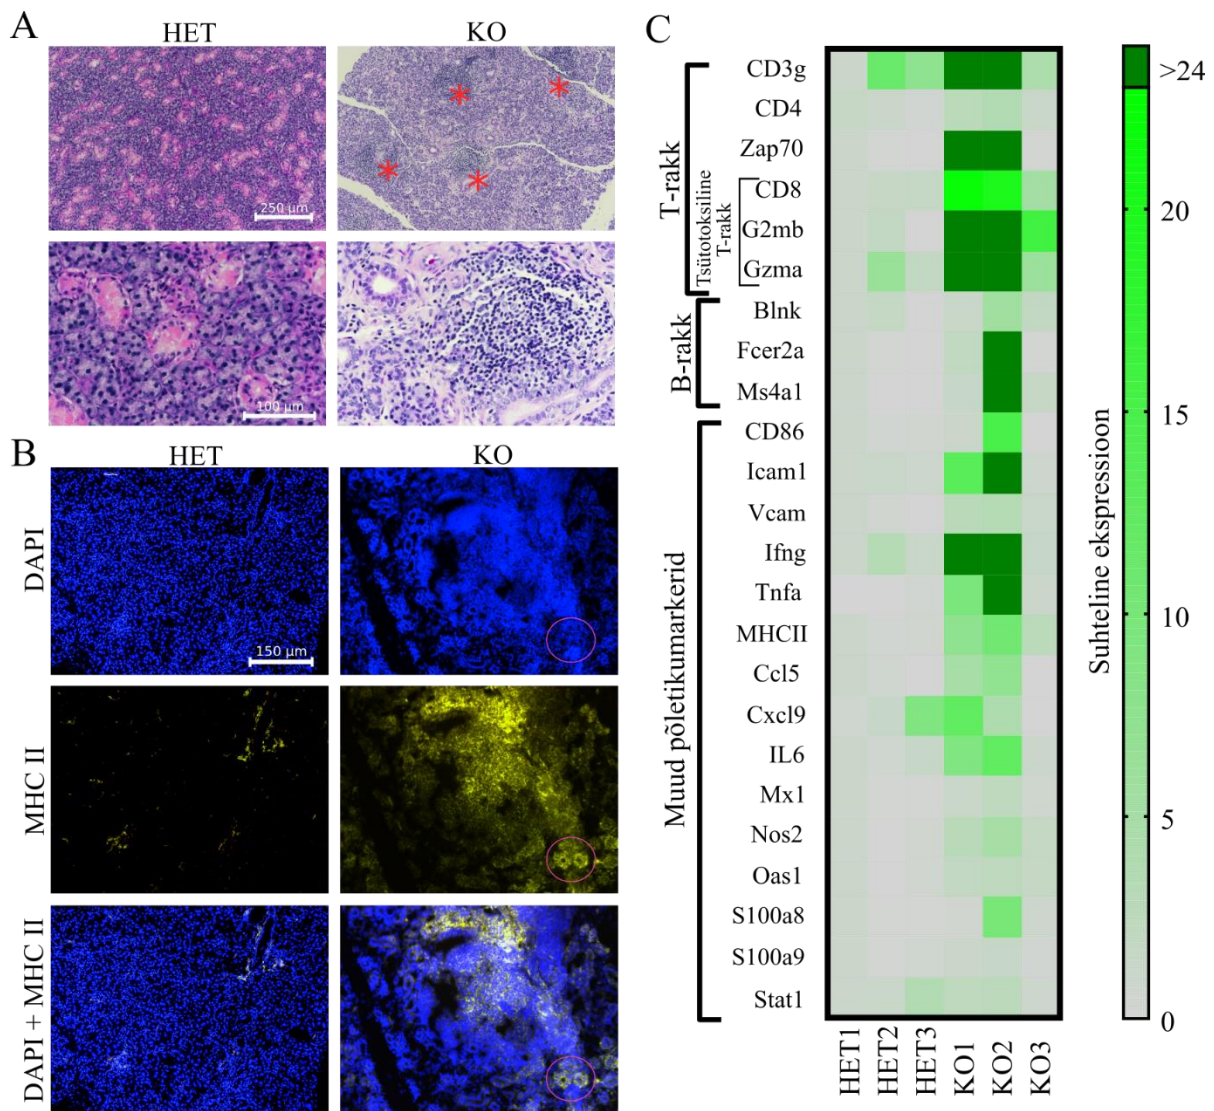 A
HET
KO
250 µm
100 µm
B
HET
KO
DAPI
150 µm
MHC II
DAPI + MHC II
C
T-rakk
Tsütotoksiline
T-rakk
B-rakk
Muud põletikumarkerid
CD3g
CD4
Zap70
CD8
G2mb
Gzma
Blnk
Fcer2a
Ms4a1
CD86
Icam1
Vcam
Ifng
Tnfa
MHCII
Ccl5
Cxcl9
IL6
Mx1
Nos2
Oas1
S100a8
S100a9
Stat1
HET1
HET2
HET3
KO1
KO2
KO3
Suhteline ekspressioon
>24
20
15
10
5
0